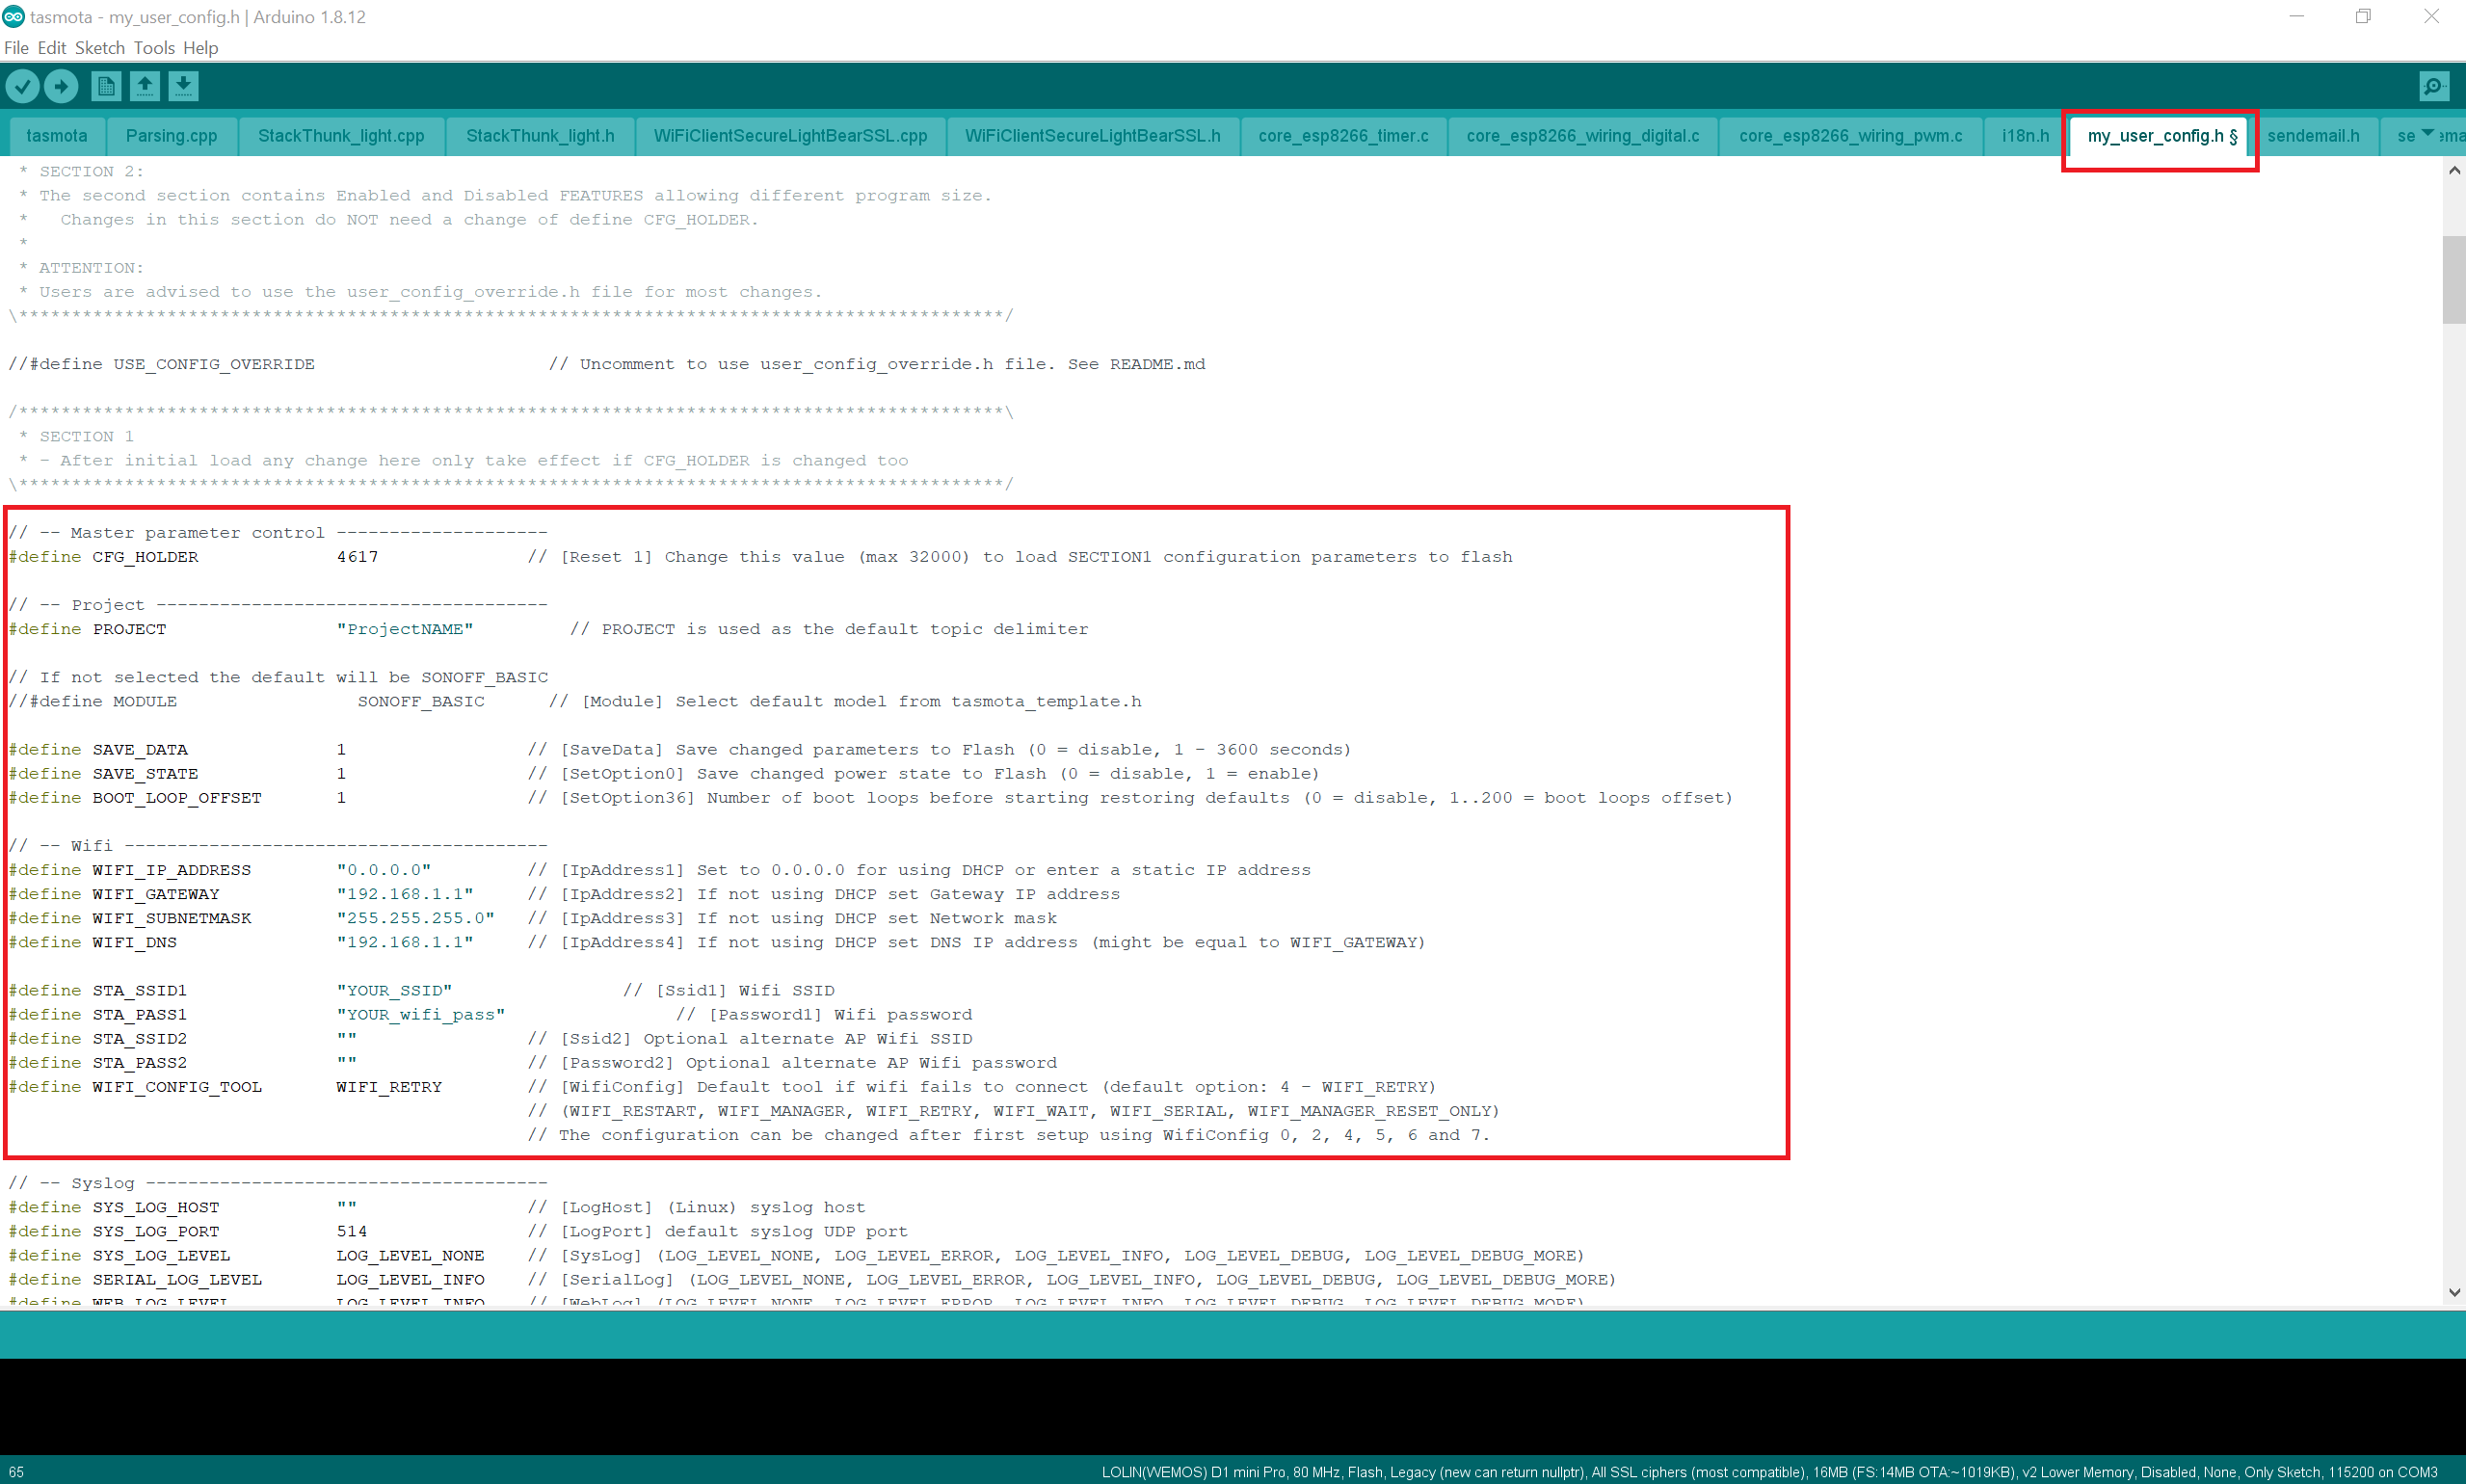 tasmota - my_user_config.h | Arduino 1.8.12
File Edit Sketch Tools Help
tasmota Parsing.cpp StackThunk_light.cpp StackThunk_light.h WiFiClientSecureLightBearSSL.cpp WiFiClientSecureLightBearSSL.h core_esp8266_timer.c core_esp8266_wiring_digital.c core_esp8266_wiring_pwm.c i18n.h my_user_config.h § sendemail.h
* SECTION 2:
* The second section contains Enabled and Disabled FEATURES allowing different program size.
* Changes in this section do NOT need a change of define CFG_HOLDER.
*
* ATTENTION:
* Users are advised to use the user_config_override.h file for most changes.
\*********************************************************************************************/
//#define USE_CONFIG_OVERRIDE // Uncomment to use user_config_override.h file. See README.md
/*********************************************************************************************\
* SECTION 1
* - After initial load any change here only take effect if CFG_HOLDER is changed too
\*********************************************************************************************/
// -- Master parameter control --------------------
#define CFG_HOLDER 4617 // [Reset 1] Change this value (max 32000) to load SECTION1 configuration parameters to flash
// -- Project -------------------------------------
#define PROJECT "ProjectNAME" // PROJECT is used as the default topic delimiter
// If not selected the default will be SONOFF_BASIC
//#define MODULE SONOFF_BASIC // [Module] Select default model from tasmota_template.h
#define SAVE_DATA 1 // [SaveData] Save changed parameters to Flash (0 = disable, 1 - 3600 seconds)
#define SAVE_STATE 1 // [SetOption0] Save changed power state to Flash (0 = disable, 1 = enable)
#define BOOT_LOOP_OFFSET 1 // [SetOption36] Number of boot loops before starting restoring defaults (0 = disable, 1..200 = boot loops offset)
// -- Wifi ----------------------------------------
#define WIFI_IP_ADDRESS "0.0.0.0" // [IpAddress1] Set to 0.0.0.0 for using DHCP or enter a static IP address
#define WIFI_GATEWAY "192.168.1.1" // [IpAddress2] If not using DHCP set Gateway IP address
#define WIFI_SUBNETMASK "255.255.255.0" // [IpAddress3] If not using DHCP set Network mask
#define WIFI_DNS "192.168.1.1" // [IpAddress4] If not using DHCP set DNS IP address (might be equal to WIFI_GATEWAY)
#define STA_SSID1 "YOUR_SSID" // [Ssid1] Wifi SSID
#define STA_PASS1 "YOUR_wifi_pass" // [Password1] Wifi password
#define STA_SSID2 "" // [Ssid2] Optional alternate AP Wifi SSID
#define STA_PASS2 "" // [Password2] Optional alternate AP Wifi password
#define WIFI_CONFIG_TOOL WIFI_RETRY // [WifiConfig] Default tool if wifi fails to connect (default option: 4 - WIFI_RETRY)
// (WIFI_RESTART, WIFI_MANAGER, WIFI_RETRY, WIFI_WAIT, WIFI_SERIAL, WIFI_MANAGER_RESET_ONLY)
// The configuration can be changed after first setup using WifiConfig 0, 2, 4, 5, 6 and 7.
// -- Syslog --------------------------------------
#define SYS_LOG_HOST "" // [LogHost] (Linux) syslog host
#define SYS_LOG_PORT 514 // [LogPort] default syslog UDP port
#define SYS_LOG_LEVEL LOG_LEVEL_NONE // [SysLog] (LOG_LEVEL_NONE, LOG_LEVEL_ERROR, LOG_LEVEL_INFO, LOG_LEVEL_DEBUG, LOG_LEVEL_DEBUG_MORE)
#define SERIAL_LOG_LEVEL LOG_LEVEL_INFO // [SerialLog] (LOG_LEVEL_NONE, LOG_LEVEL_ERROR, LOG_LEVEL_INFO, LOG_LEVEL_DEBUG, LOG_LEVEL_DEBUG_MORE)
#define WEB_LOG_LEVEL LOG_LEVEL_INFO // [WebLog] (LOG_LEVEL_NONE, LOG_LEVEL_ERROR, LOG_LEVEL_INFO, LOG_LEVEL_DEBUG, LOG_LEVEL_DEBUG_MORE)
65 LOLIN(WEMOS) D1 mini Pro, 80 MHz, Flash, Legacy (new can return nullptr), All SSL ciphers (most compatible), 16MB (FS:14MB OTA:~1019KB), v2 Lower Memory, Disabled, None, Only Sketch, 115200 on COM3